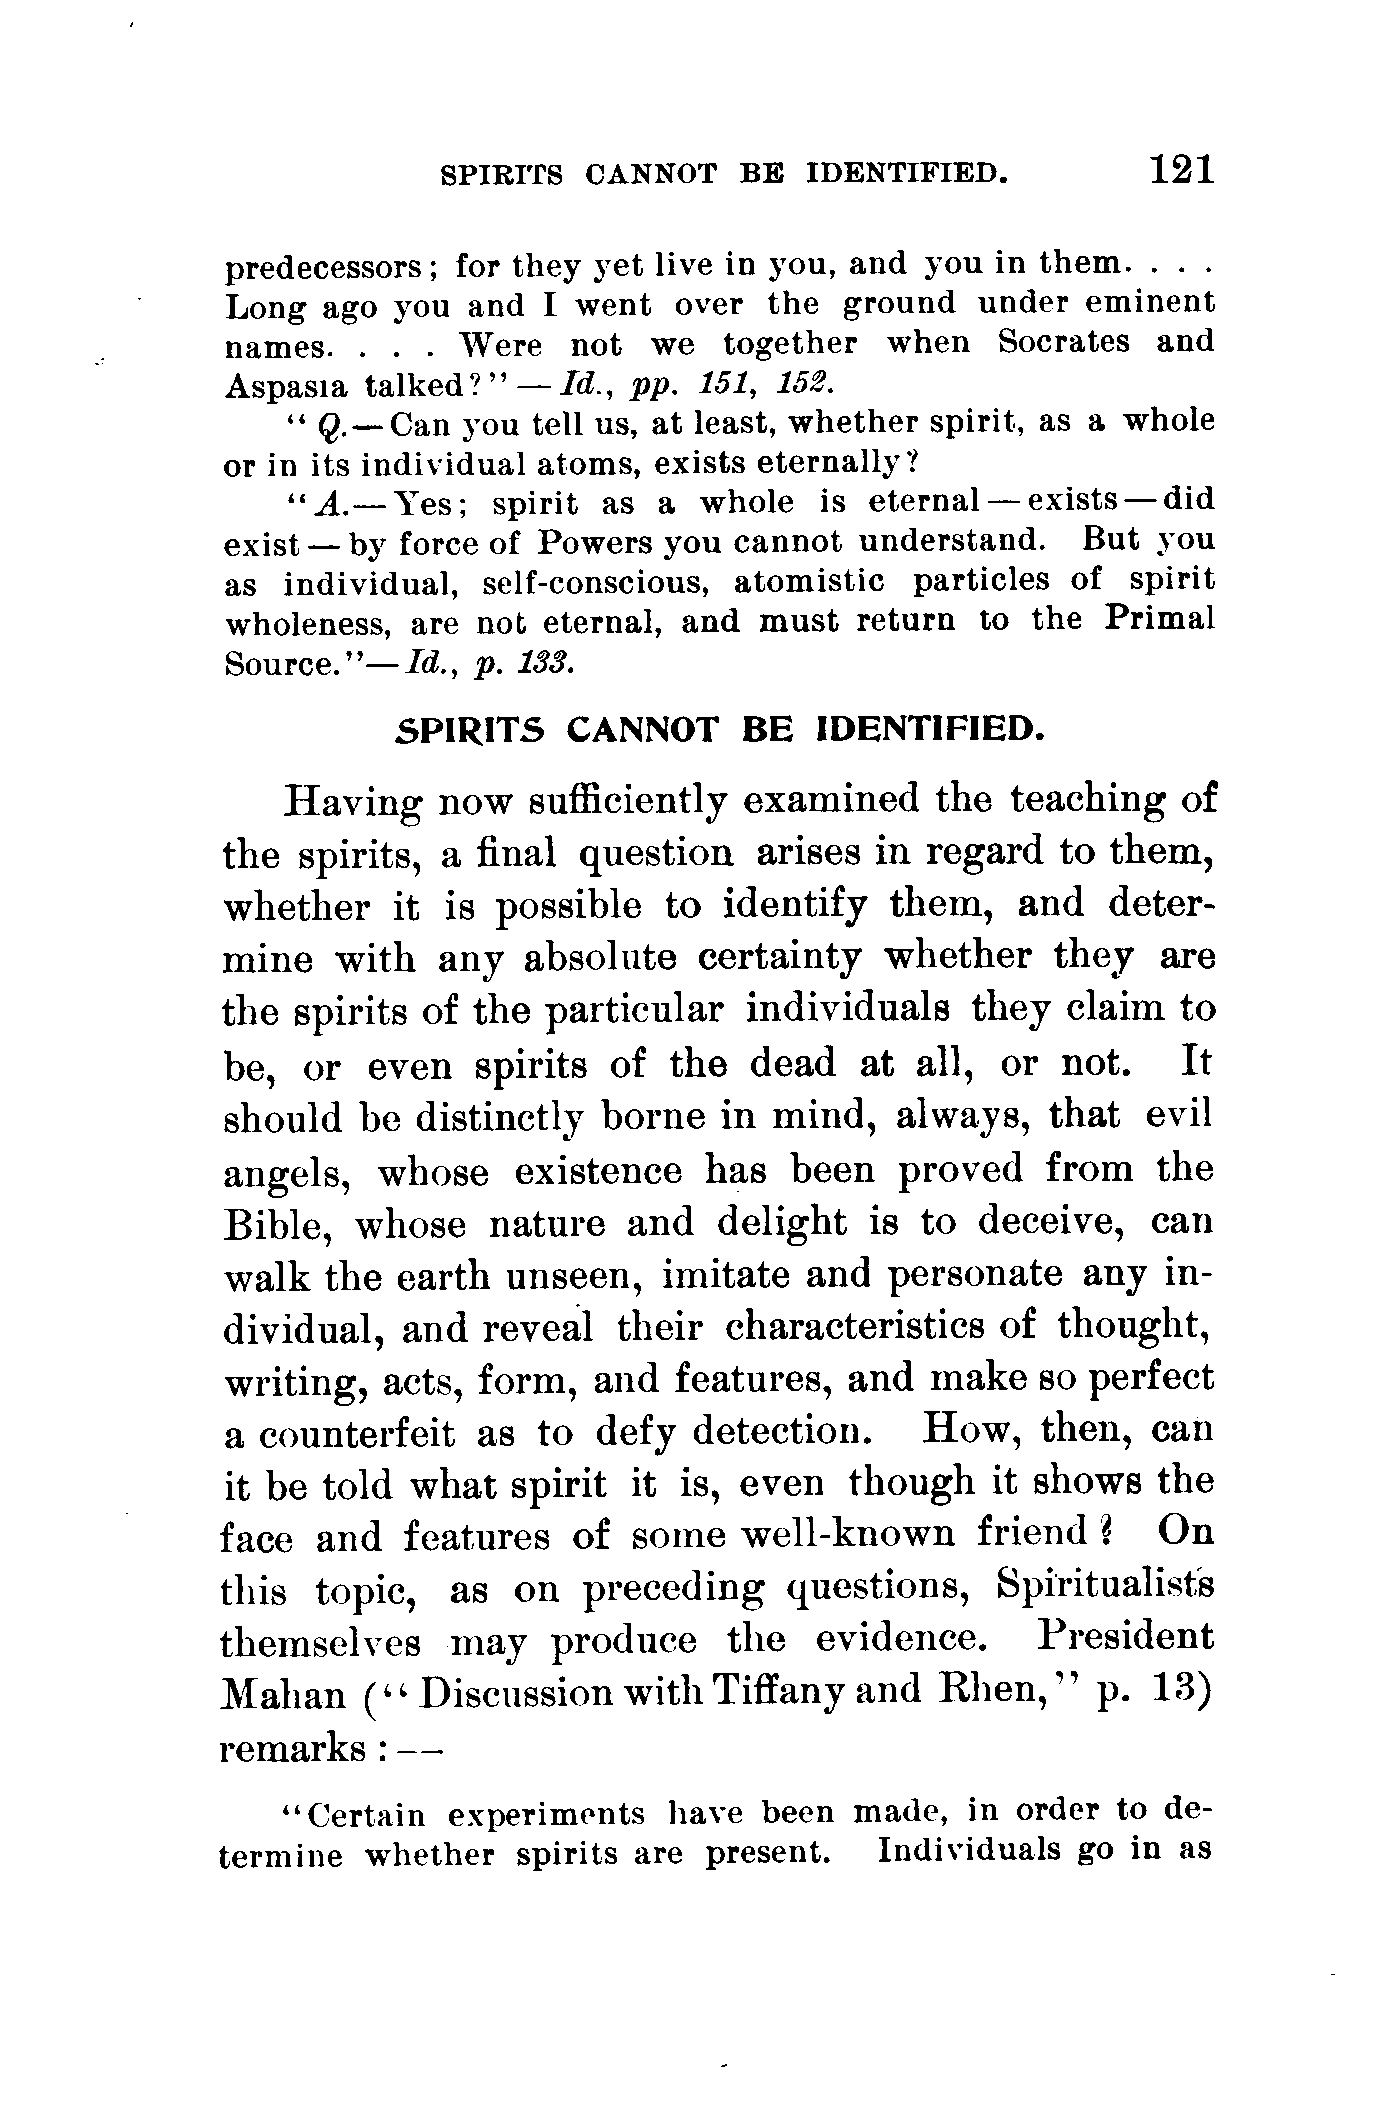 SPIRITS CANNOT BE IDENTIFIED. 121
predecessors; for they yet live in you, and you in them. . . .
Long ago you and I went over the ground under eminent
names. . . . Were not we together when Socrates and
Aspasia talked?" — Id., pp. 151, 152.
"Q.—Can you tell us, at least, whether spirit, as a whole
or in its individual atoms, exists eternally?
"A.—Yes; spirit as a whole is eternal — exists — did
exist — by force of Powers you cannot understand. But you
as individual, self-conscious, atomistic particles of spirit
wholeness, are not eternal, and must return to the Primal
Source."—Id., p. 133.
SPIRITS CANNOT BE IDENTIFIED.
Having now sufficiently examined the teaching of
the spirits, a final question arises in regard to them,
whether it is possible to identify them, and deter-
mine with any absolute certainty whether they are
the spirits of the particular individuals they claim to
be, or even spirits of the dead at all, or not. It
should be distinctly borne in mind, always, that evil
angels, whose existence has been proved from the
Bible, whose nature and delight is to deceive, can
walk the earth unseen, imitate and personate any in-
dividual, and reveal their characteristics of thought,
writing, acts, form, and features, and make so perfect
a counterfeit as to defy detection. How, then, can
it be told what spirit it is, even though it shows the
face and features of some well-known friend? On
this topic, as on preceding questions, Spiritualists
themselves may produce the evidence. President
Mahan ("Discussion with Tiffany and Rhen," p. 13)
remarks: —
"Certain experiments have been made, in order to de-
termine whether spirits are present. Individuals go in as